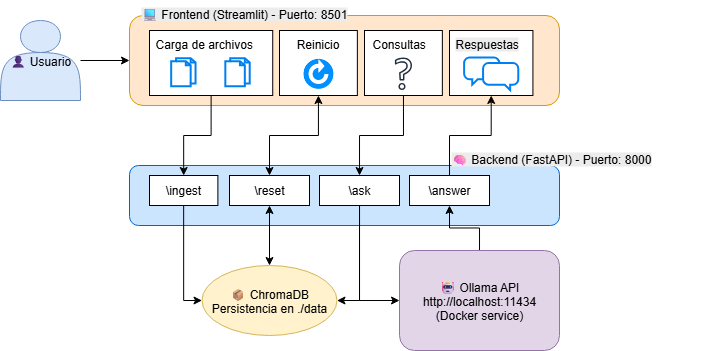 Frontend (Streamlit) - Puerto: 8501
Usuario
Carga de archivos
Reinicio
Consultas
Respuestas
Backend (FastAPI) - Puerto: 8000
\ingest
\reset
\ask
\answer
ChromaDB
Persistencia en ./data
Ollama API
http://localhost:11434
(Docker service)